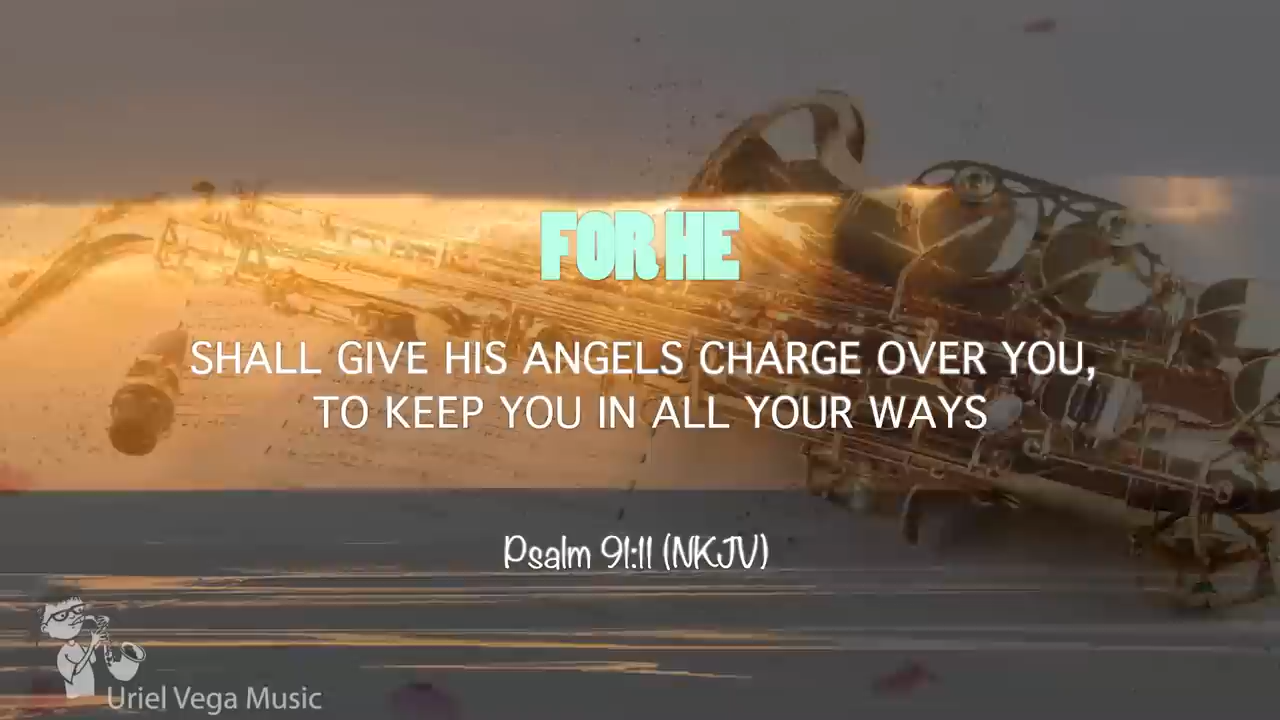 FOR HE
SHALL GIVE HIS ANGELS CHARGE OVER YOU,
TO KEEP YOU IN ALL YOUR WAYS
Psalm 91:11 (NKJV)
Uriel Vega Music